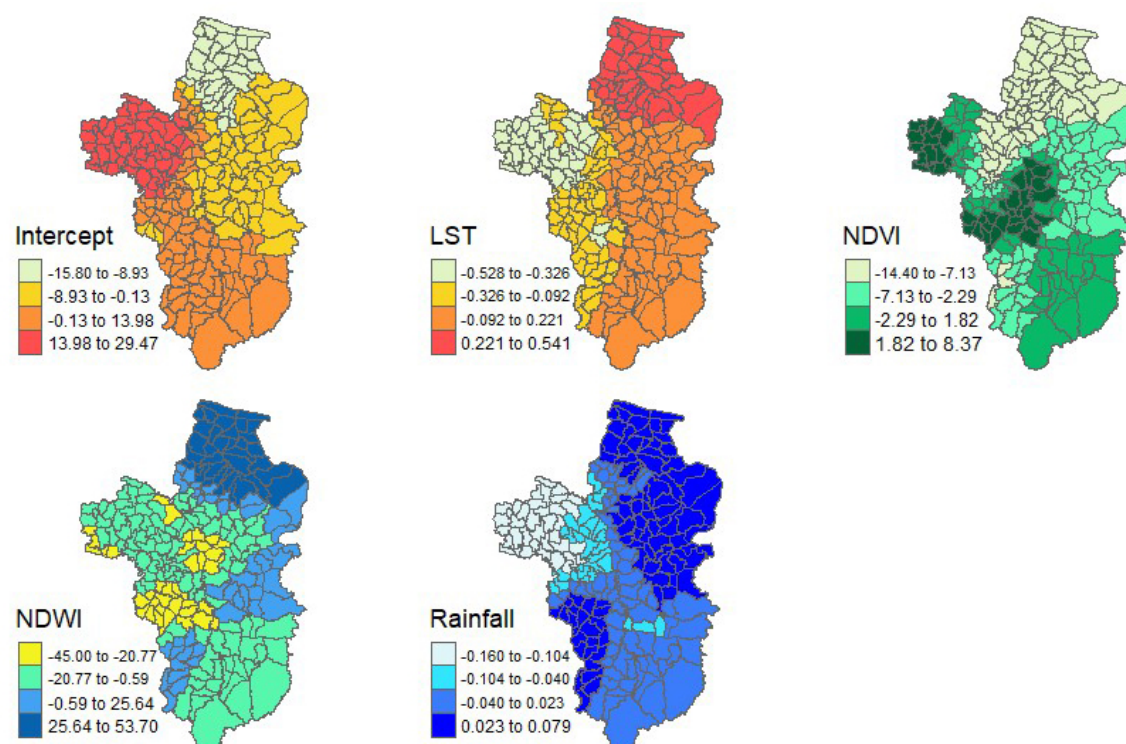 Intercept
-15.80 to -8.93
-8.93 to -0.13
-0.13 to 13.98
13.98 to 29.47
LST
-0.528 to -0.326
-0.326 to -0.092
-0.092 to 0.221
0.221 to 0.541
NDVI
-14.40 to -7.13
-7.13 to -2.29
-2.29 to 1.82
1.82 to 8.37
NDWI
-45.00 to -20.77
-20.77 to -0.59
-0.59 to 25.64
25.64 to 53.70
Rainfall
-0.160 to -0.104
-0.104 to -0.040
-0.040 to 0.023
0.023 to 0.079